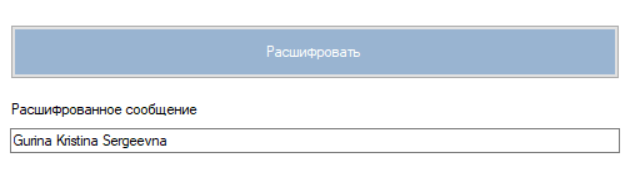 Расшифровать
Расшифрованное сообщение
Gurina Kristina Sergeevna